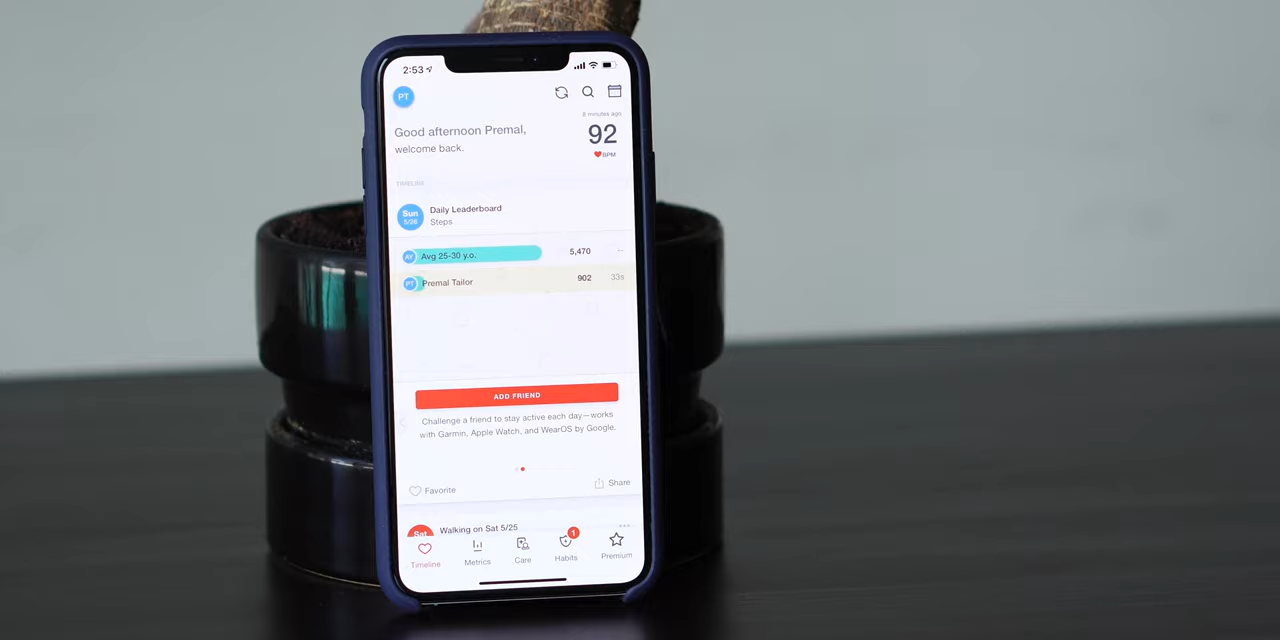 2:53
PT
8 minutes ago
Good afternoon Premal,
92
welcome back.
BPM
TIMELINE
Sun
5/26
Daily Leaderboard
Steps
AY Avg 25-30 y.o. 5,470 --
PT Premal Tailor 902 33s
ADD FRIEND
Challenge a friend to stay active each day—works
with Garmin, Apple Watch, and WearOS by Google.
Favorite
Share
Sat
Walking on Sat 5/25
1
Timeline
Metrics
Care
Habits
Premium